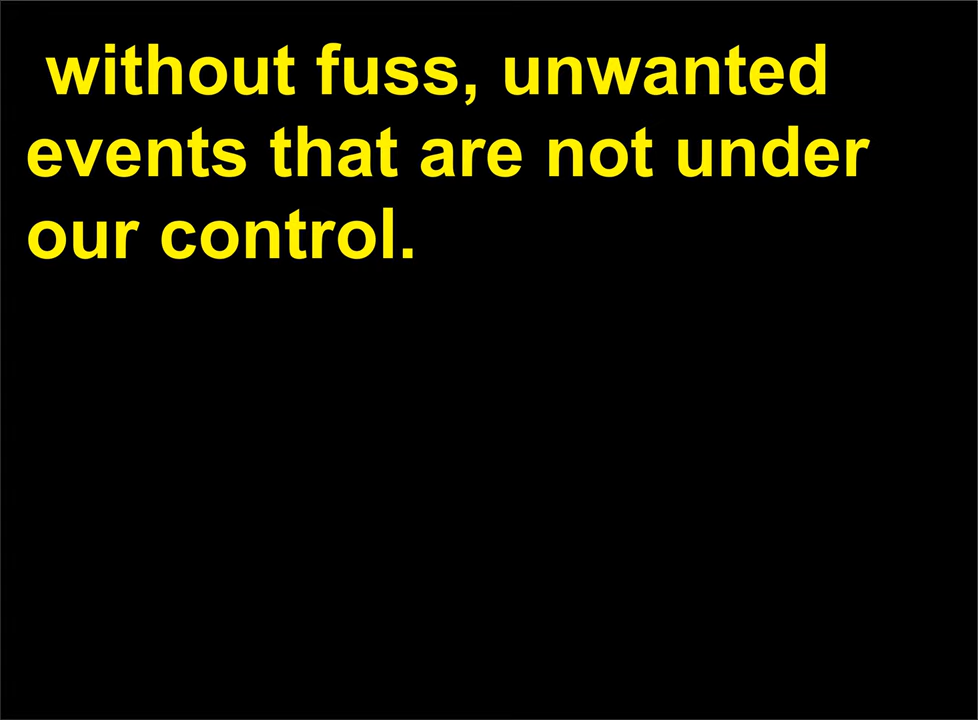 without fuss, unwanted
events that are not under
our control.